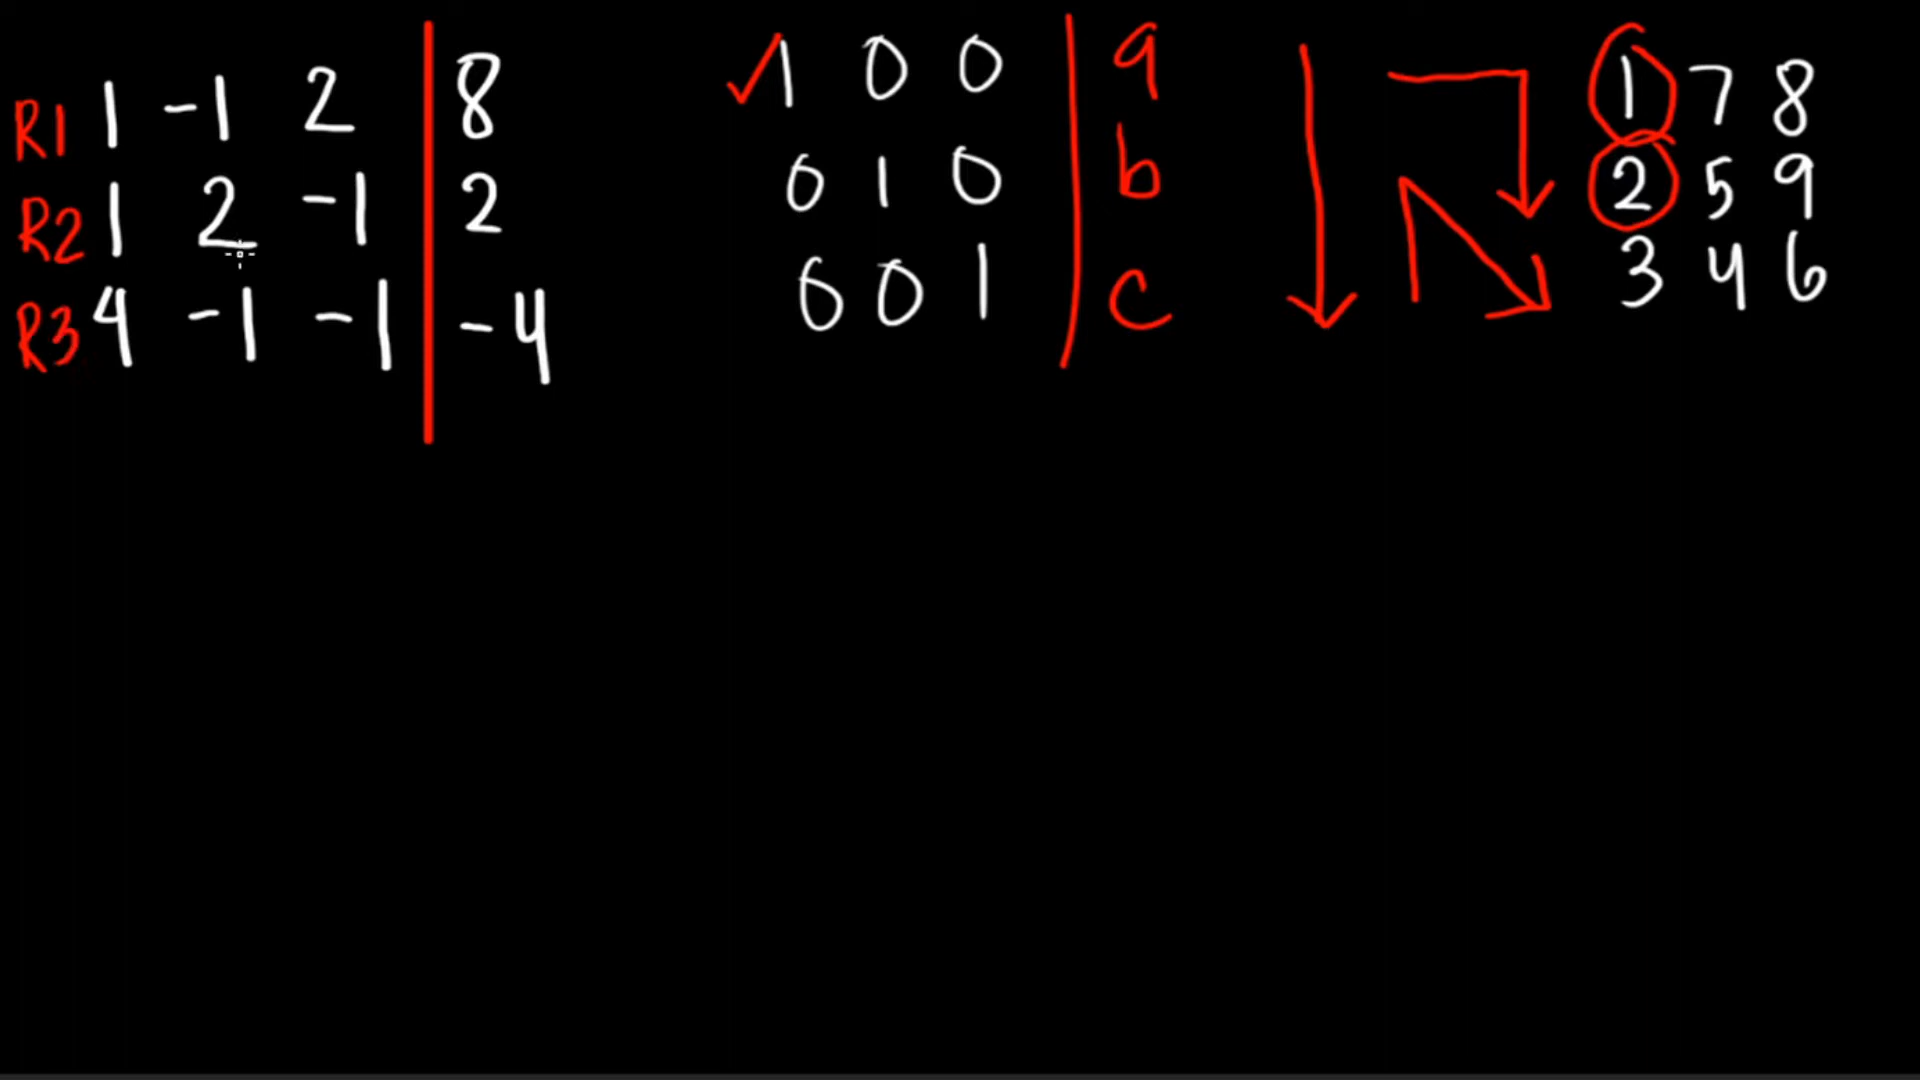 R1 1 -1 2 | 8
R2 1 2 -1 | 2
R3 4 -1 -1 | -4
1 0 0 | a
0 1 0 | b
0 0 1 | c
1 7 8
2 5 9
3 4 6